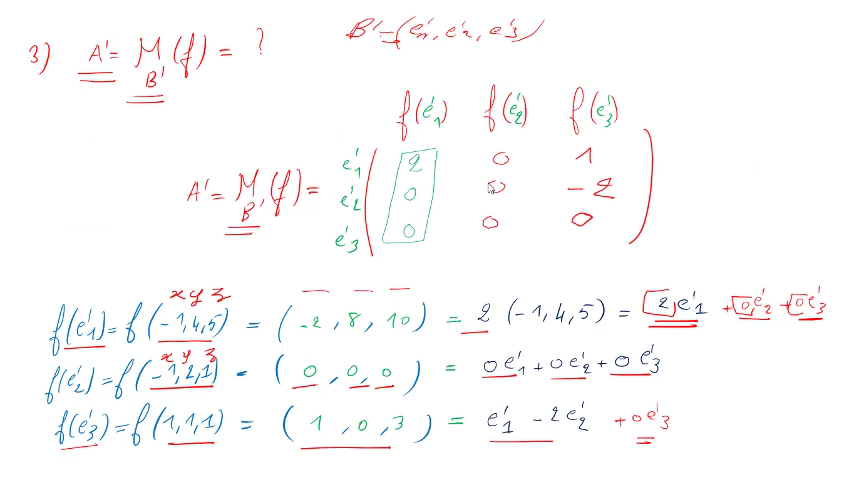 B' = (e'1, e'2, e'3)
3) A' = M (f) = ?
B'
f(e'1) f(e'2) f(e'3)
e'1 2 0 1
A' = M (f) = e'2 0 0 -2
B'
e'3 0 0 0
x y z
f(e'1) = f(-1,4,5) = (-2, 8, 10) = 2 (-1,4,5) = 2e'1 + 0e'2 + 0e'3
x y z
f(e'2) = f(-1,2,1) = (0, 0, 0) = 0e'1 + 0e'2 + 0e'3
f(e'3) = f(1,1,1) = (1, 0, 3) = e'1 - 2e'2 + 0e'3